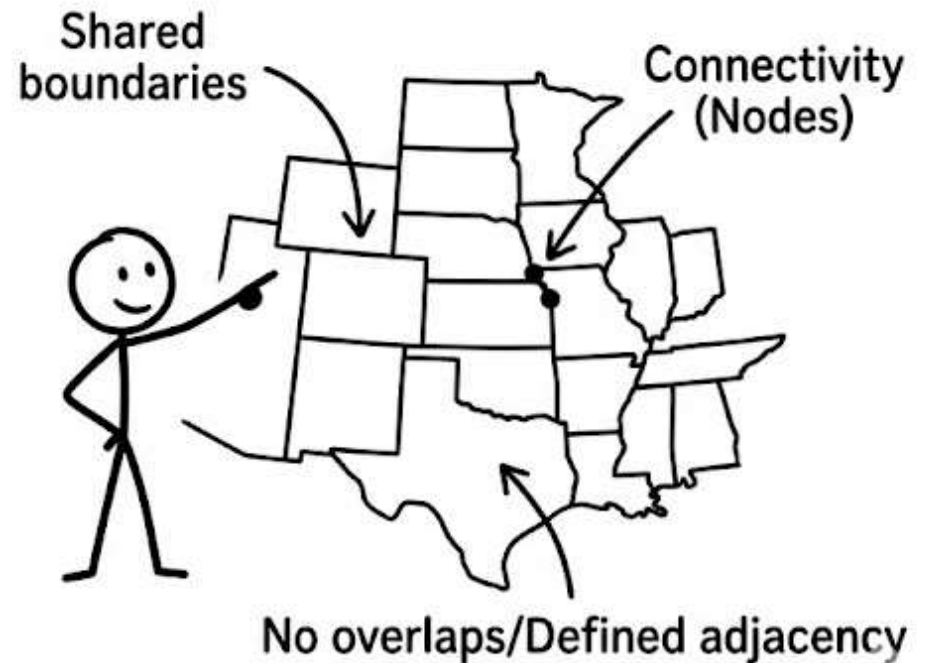 Shared
boundaries
Connectivity
(Nodes)
No overlaps/Defined adjacency